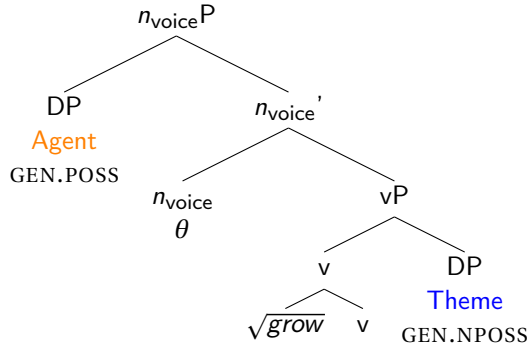 n_voiceP
DP n_voice'
Agent
GEN.POSS
n_voice vP
θ
v DP
Theme
√grow v GEN.NPOSS